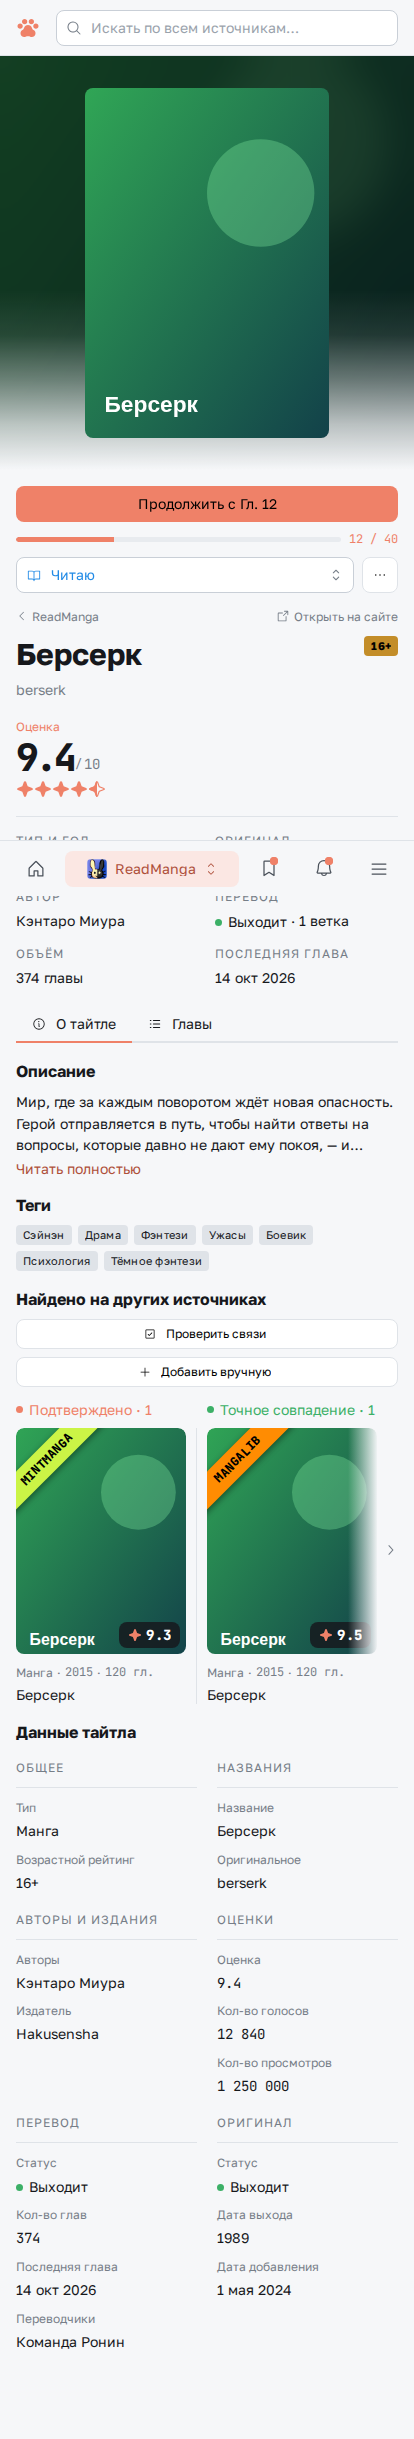 Искать по всем источникам...
Берсерк
Продолжить с Гл. 12
12 / 40
Читаю
ReadManga
Открыть на сайте
Берсерк
16+
berserk
Оценка
9.4 / 10
ТИП И ГОД
ОРИГИНАЛ
ReadManga
АВТОР
ПЕРЕВОД
Кэнтаро Миура
Выходит · 1 ветка
ОБЪЁМ
ПОСЛЕДНЯЯ ГЛАВА
374 главы
14 окт 2026
О тайтле
Главы
Описание
Мир, где за каждым поворотом ждёт новая опасность.
Герой отправляется в путь, чтобы найти ответы на
вопросы, которые давно не дают ему покоя, — и...
Читать полностью
Теги
Сэйнэн
Драма
Фэнтези
Ужасы
Боевик
Психология
Тёмное фэнтези
Найдено на других источниках
Проверить связи
Добавить вручную
Подтверждено · 1
Точное совпадение · 1
MINTMANGA
Берсерк
9.3
MANGALIB
Берсерк
9.5
Манга · 2015 · 120 гл.
Берсерк
Манга · 2015 · 120 гл.
Берсерк
Данные тайтла
ОБЩЕЕ
НАЗВАНИЯ
Тип
Название
Манга
Берсерк
Возрастной рейтинг
Оригинальное
16+
berserk
АВТОРЫ И ИЗДАНИЯ
ОЦЕНКИ
Авторы
Оценка
Кэнтаро Миура
9.4
Издатель
Кол-во голосов
Hakusensha
12 840
Кол-во просмотров
1 250 000
ПЕРЕВОД
ОРИГИНАЛ
Статус
Статус
Выходит
Выходит
Кол-во глав
Дата выхода
374
1989
Последняя глава
Дата добавления
14 окт 2026
1 мая 2024
Переводчики
Команда Ронин